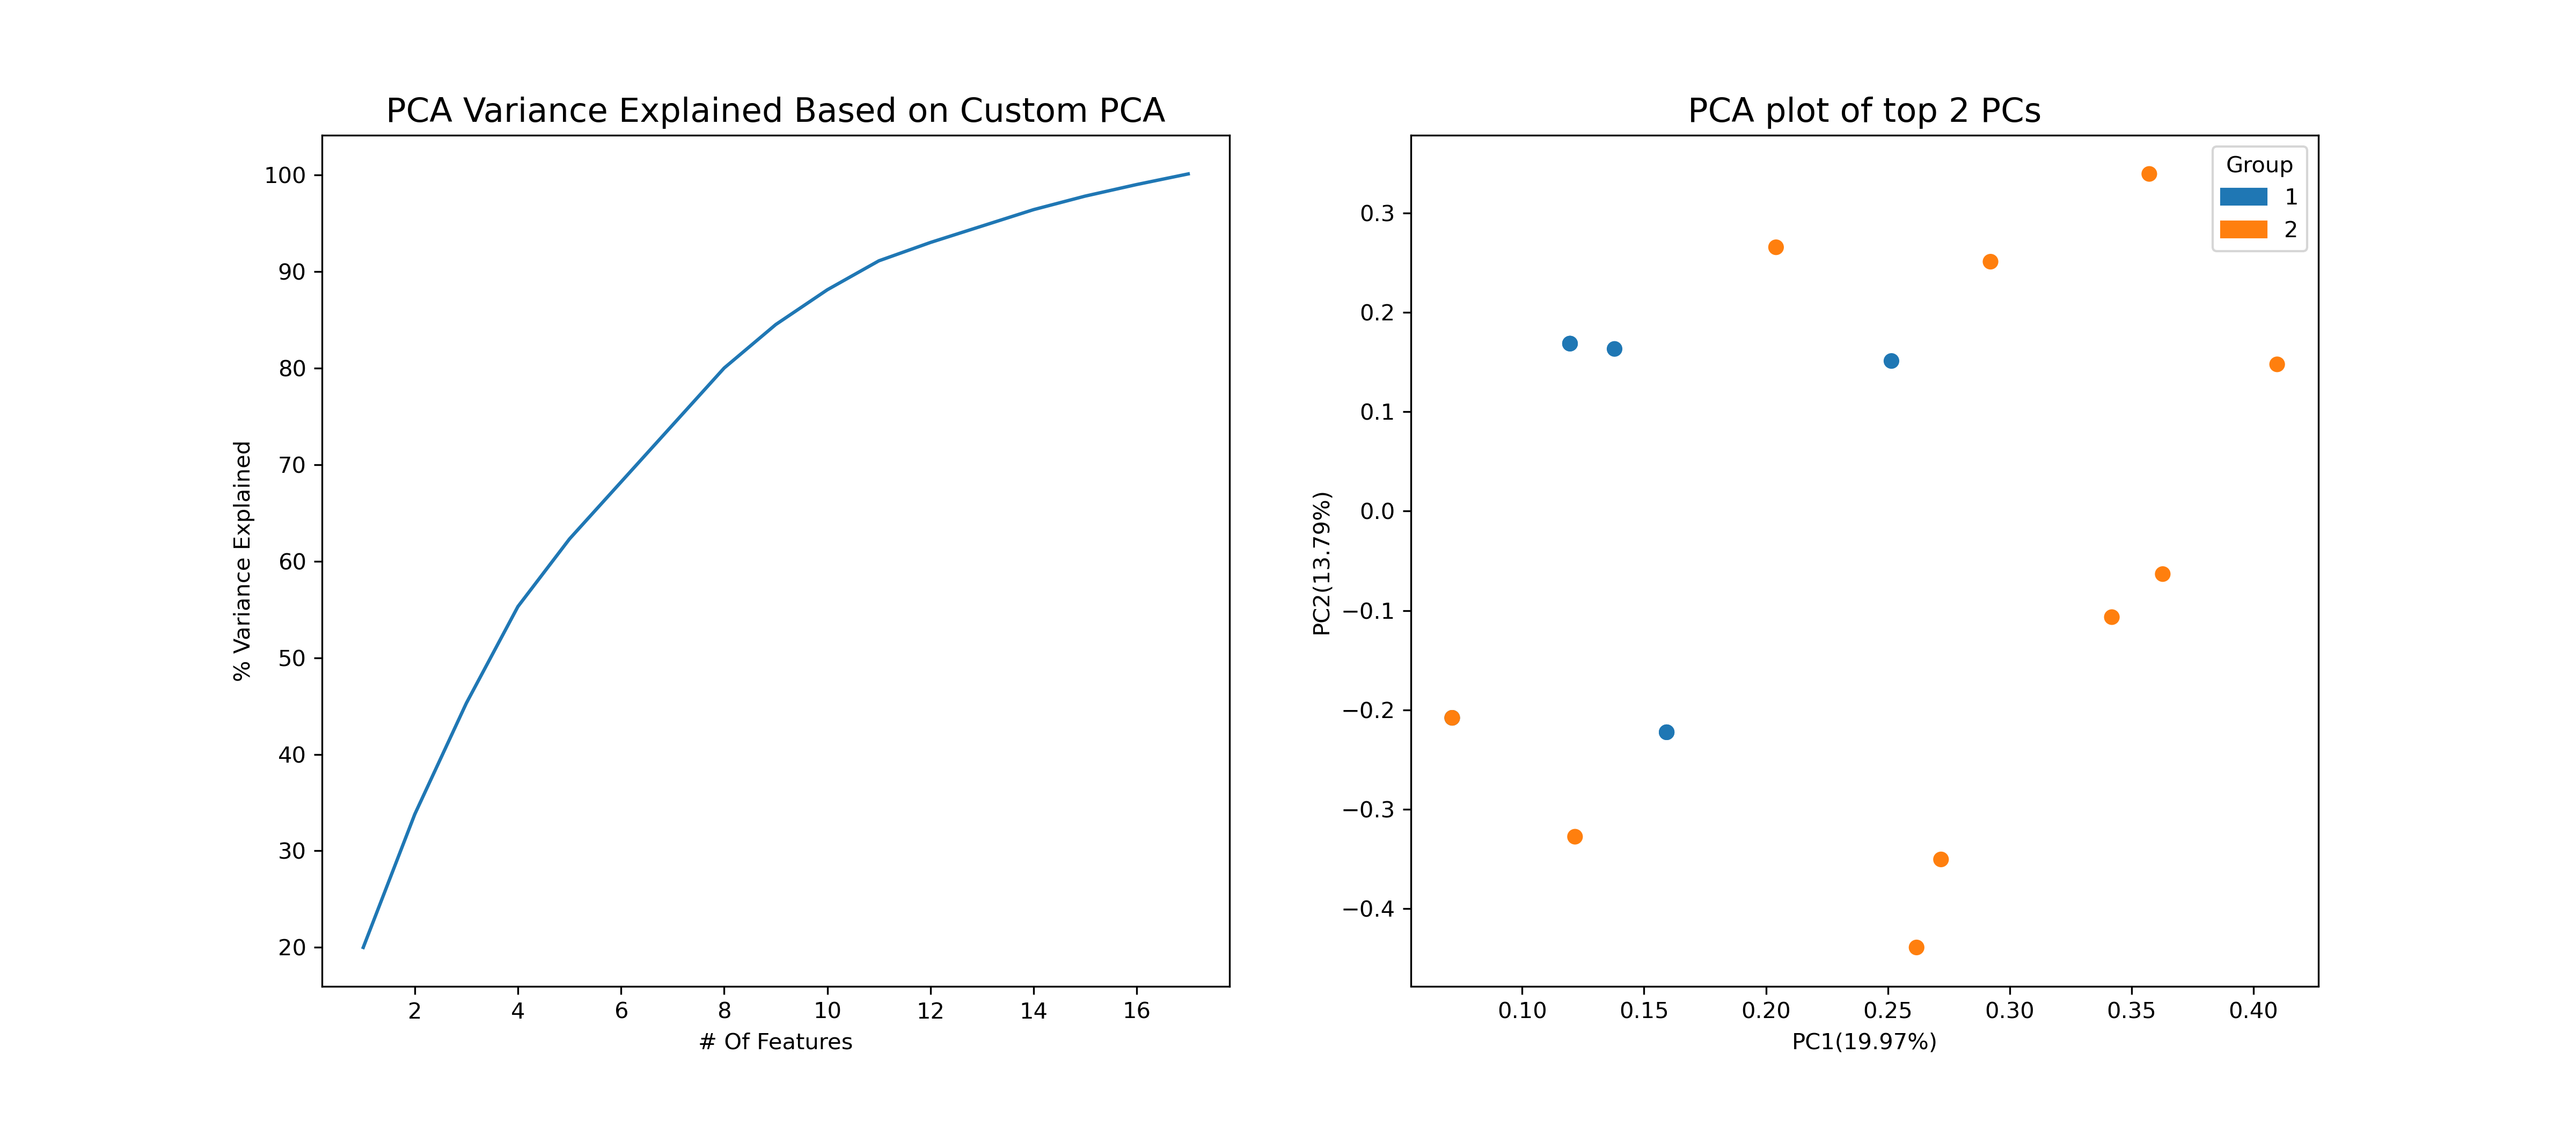 PCA Variance Explained Based on Custom PCA
100
90
80
70
60
50
40
30
20
% Variance Explained
2 4 6 8 10 12 14 16
# Of Features
PCA plot of top 2 PCs
Group
1
2
0.3
0.2
0.1
0.0
−0.1
−0.2
−0.3
−0.4
PC2(13.79%)
0.10 0.15 0.20 0.25 0.30 0.35 0.40
PC1(19.97%)